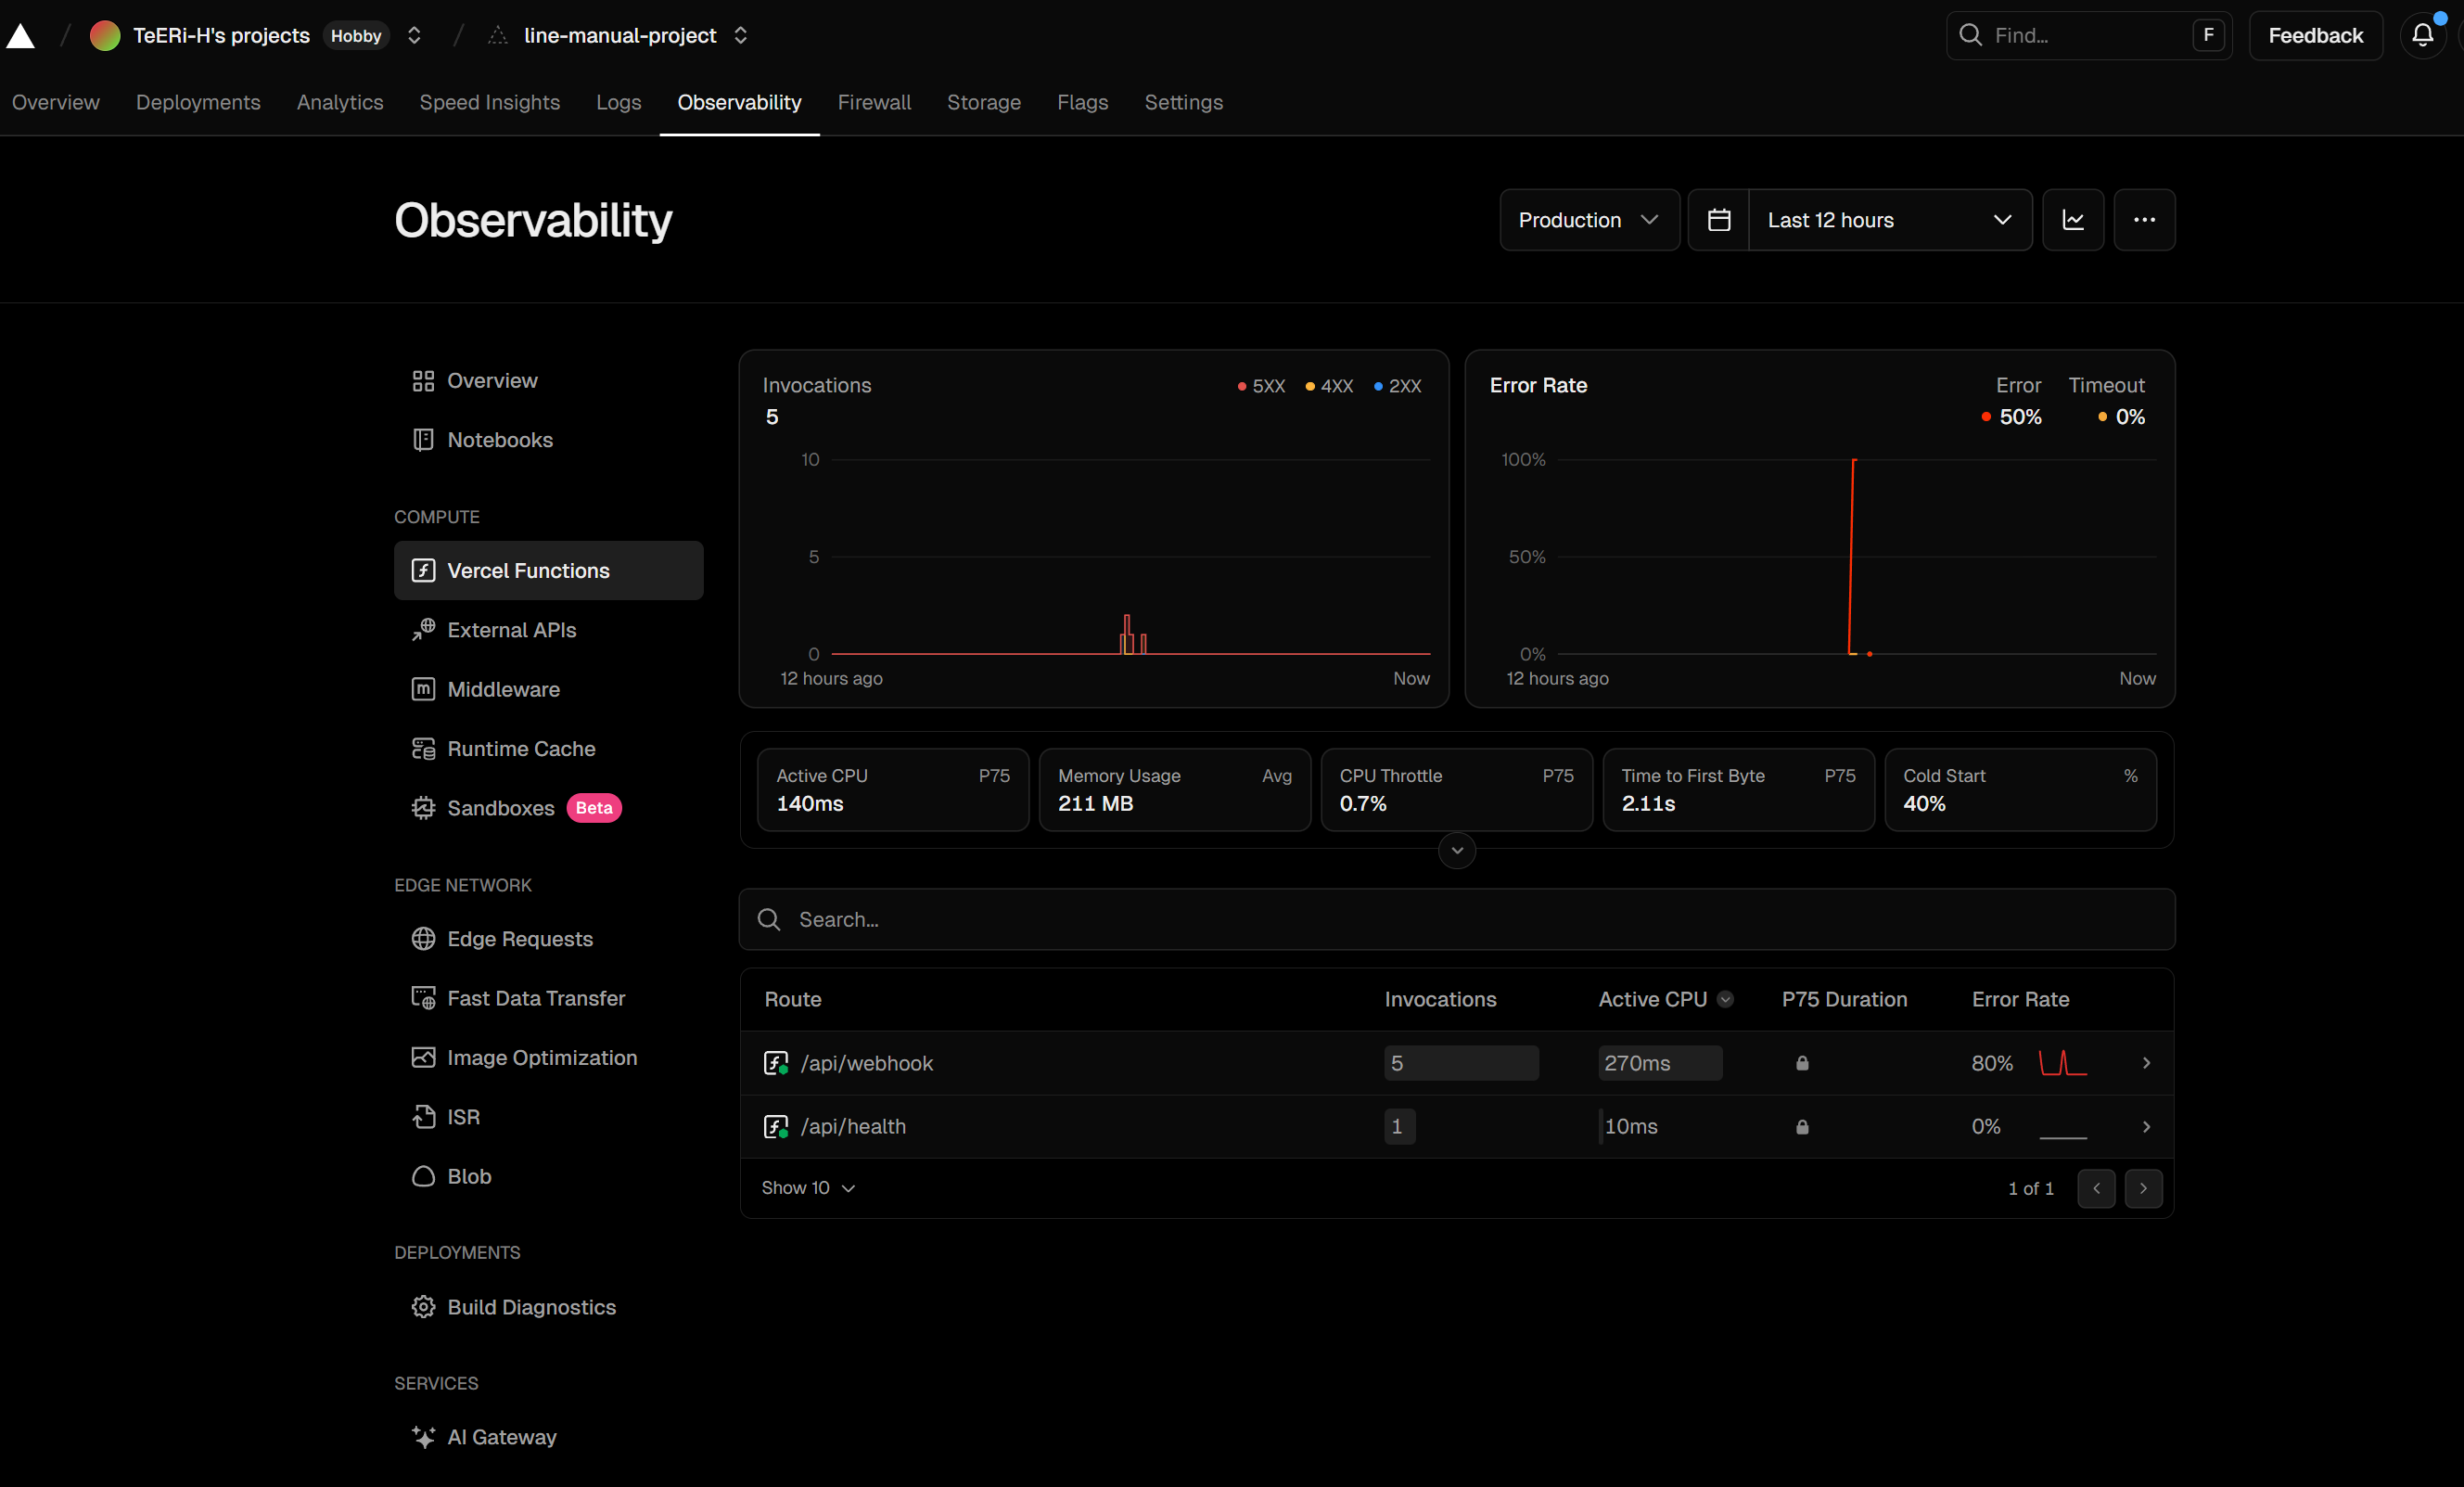 TeERi-H's projects Hobby line-manual-project Find... F Feedback
Overview Deployments Analytics Speed Insights Logs Observability Firewall Storage Flags Settings
Observability
Production Last 12 hours
Overview
Notebooks
COMPUTE
Vercel Functions
External APIs
Middleware
Runtime Cache
Sandboxes Beta
EDGE NETWORK
Edge Requests
Fast Data Transfer
Image Optimization
ISR
Blob
DEPLOYMENTS
Build Diagnostics
SERVICES
AI Gateway
Invocations 5XX 4XX 2XX
5
10
5
0
12 hours ago Now
Error Rate Error Timeout
50% 0%
100%
50%
0%
12 hours ago Now
Active CPU P75
140ms
Memory Usage Avg
211 MB
CPU Throttle P75
0.7%
Time to First Byte P75
2.11s
Cold Start %
40%
Search...
Route Invocations Active CPU P75 Duration Error Rate
/api/webhook 5 270ms 80%
/api/health 1 10ms 0%
Show 10 1 of 1